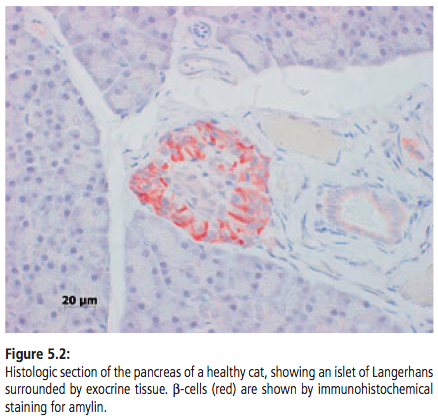 20 µm
Figure 5.2:
Histologic section of the pancreas of a healthy cat, showing an islet of Langerhans
surrounded by exocrine tissue. β-cells (red) are shown by immunohistochemical
staining for amylin.